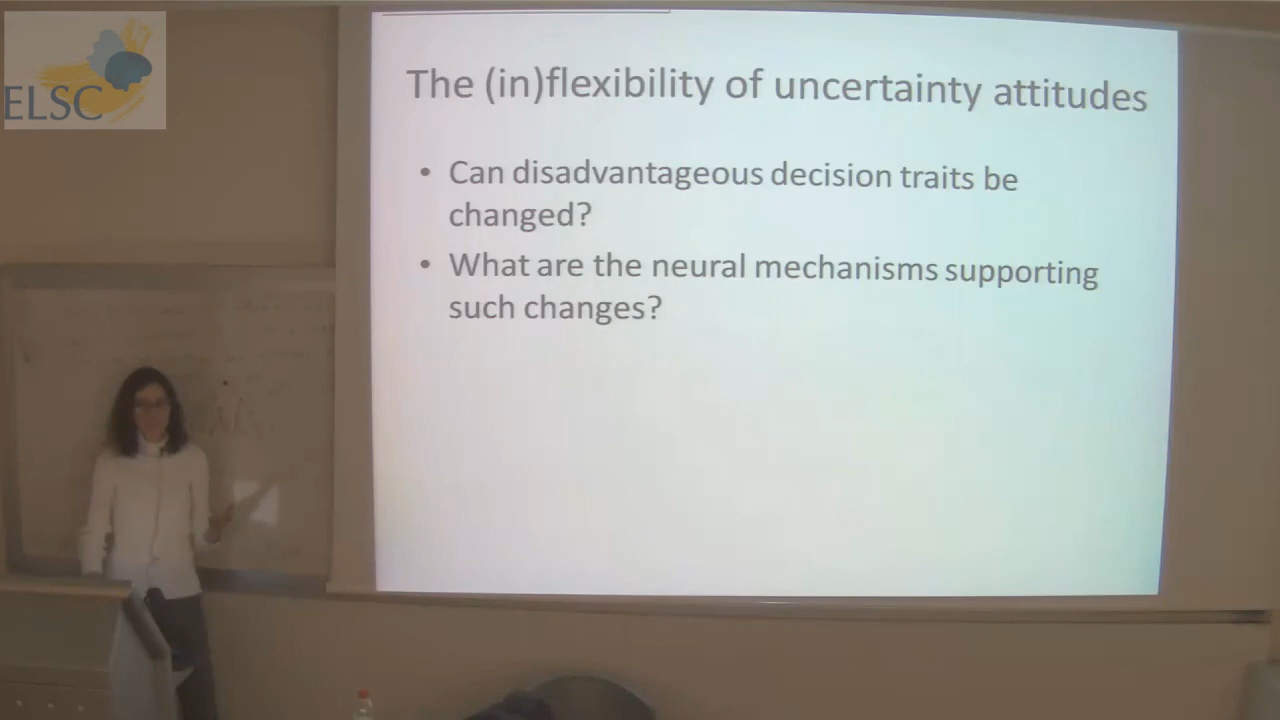 ELSC
The (in)flexibility of uncertainty attitudes
• Can disadvantageous decision traits be
changed?
• What are the neural mechanisms supporting
such changes?